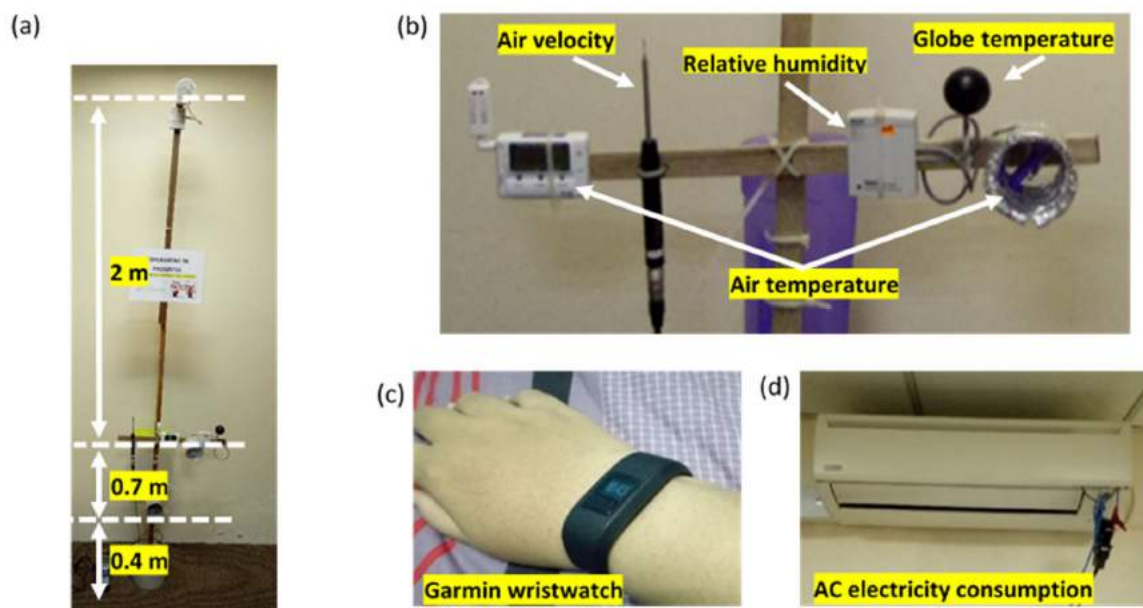 (a)
2 m
0.7 m
0.4 m
(b)
Air velocity
Relative humidity
Globe temperature
Air temperature
(c)
Garmin wristwatch
(d)
AC electricity consumption